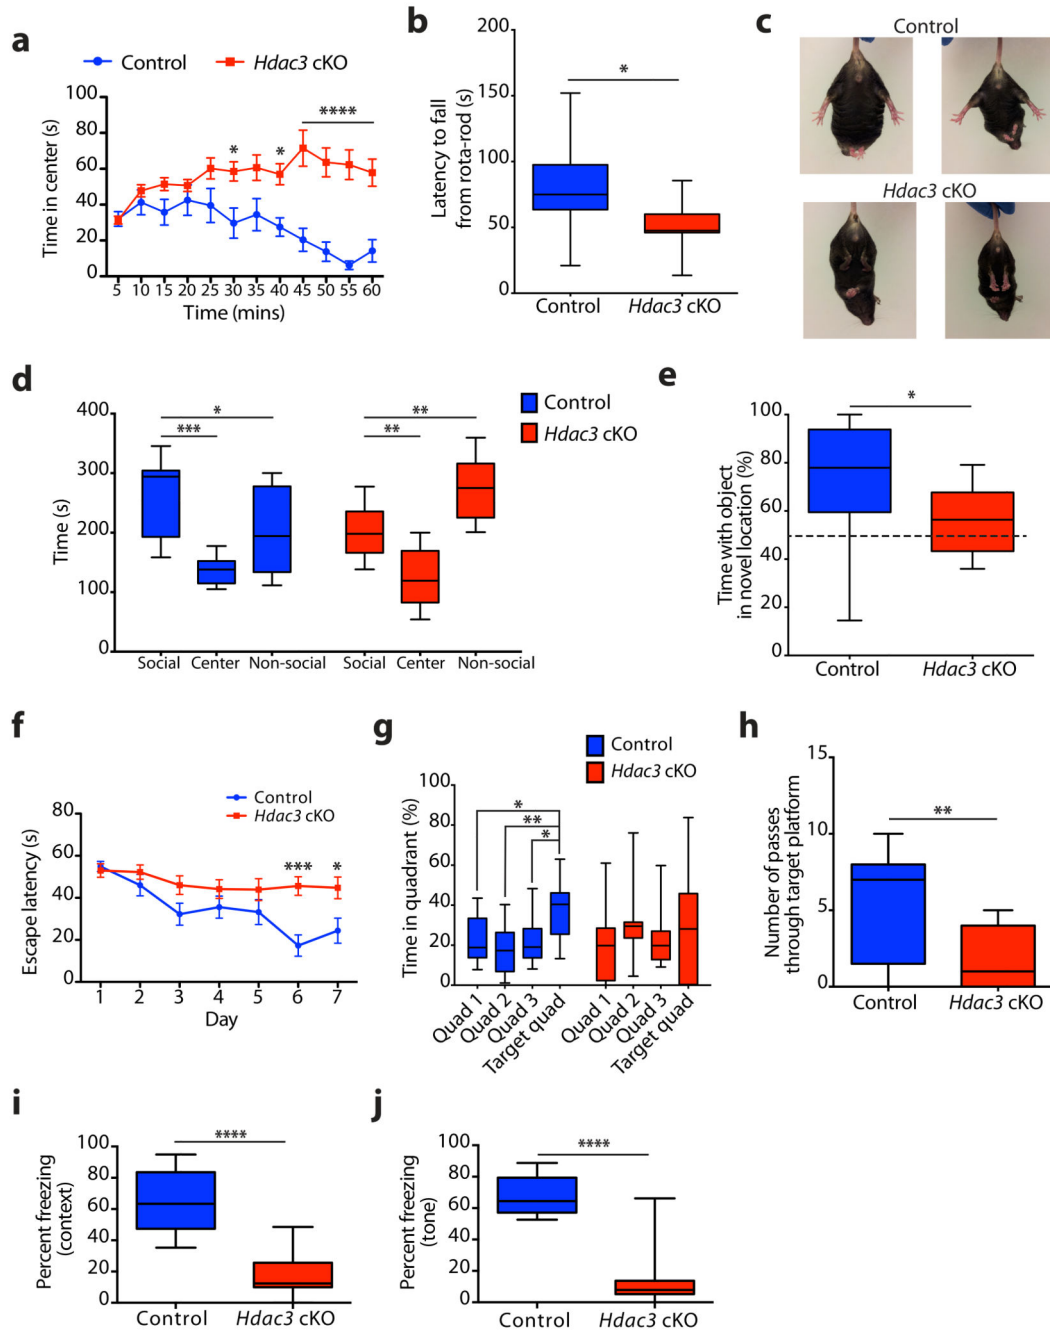 a
Control
Hdac3 cKO
Time in center (s)
100
80
60
40
20
0
*
*
****
5 10 15 20 25 30 35 40 45 50 55 60
Time (mins)
b
Latency to fall
from rota-rod (s)
200
150
100
50
0
*
Control
Hdac3 cKO
c
Control
Hdac3 cKO
d
Time (s)
400
300
200
100
0
*
***
**
**
Control
Hdac3 cKO
Social Center Non-social Social Center Non-social
e
Time with object
in novel location (%)
100
80
60
40
20
0
*
Control
Hdac3 cKO
f
Control
Hdac3 cKO
Escape latency (s)
80
60
40
20
0
***
*
1 2 3 4 5 6 7
Day
g
Control
Hdac3 cKO
Time in quadrant (%)
100
80
60
40
20
0
*
**
*
Quad 1
Quad 2
Quad 3
Target quad
Quad 1
Quad 2
Quad 3
Target quad
h
Number of passes
through target platform
15
10
5
0
**
Control
Hdac3 cKO
i
Percent freezing
(context)
100
80
60
40
20
0
****
Control
Hdac3 cKO
j
Percent freezing
(tone)
100
80
60
40
20
0
****
Control
Hdac3 cKO